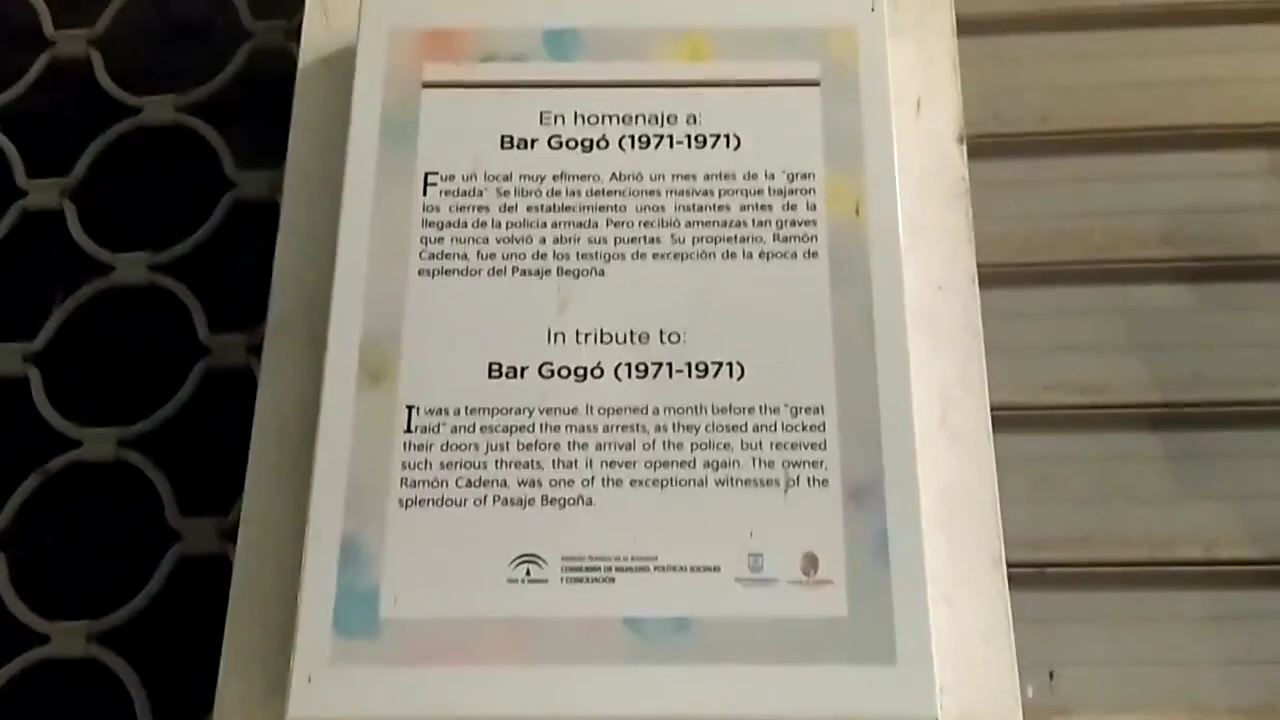 En homenaje a:
Bar Gogó (1971-1971)
Fue un local muy efímero. Abrió un mes antes de la "gran
redada". Se libró de las detenciones masivas porque bajaron
los cierres del establecimiento unos instantes antes de la
llegada de la policía armada. Pero recibió amenazas tan graves
que nunca volvió a abrir sus puertas. Su propietario, Ramón
Cadena, fue uno de los testigos de excepción de la época de
esplendor del Pasaje Begoña.
In tribute to:
Bar Gogó (1971-1971)
It was a temporary venue. It opened a month before the "great
raid" and escaped the mass arrests, as they closed and locked
their doors just before the arrival of the police, but received
such serious threats, that it never opened again. The owner,
Ramón Cadena, was one of the exceptional witnesses of the
splendour of Pasaje Begoña.
CONSEJERÍA DE IGUALDAD, POLÍTICAS SOCIALES
Y CONCILIACIÓN